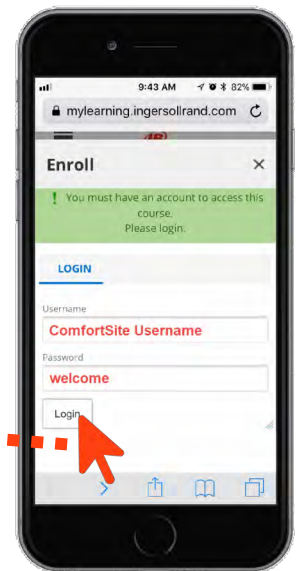 9:43 AM 82%
mylearning.ingersollrand.com
IR
Enroll ×
! You must have an account to access this
course.
Please login.
LOGIN
Username
ComfortSite Username
Password
welcome
Login